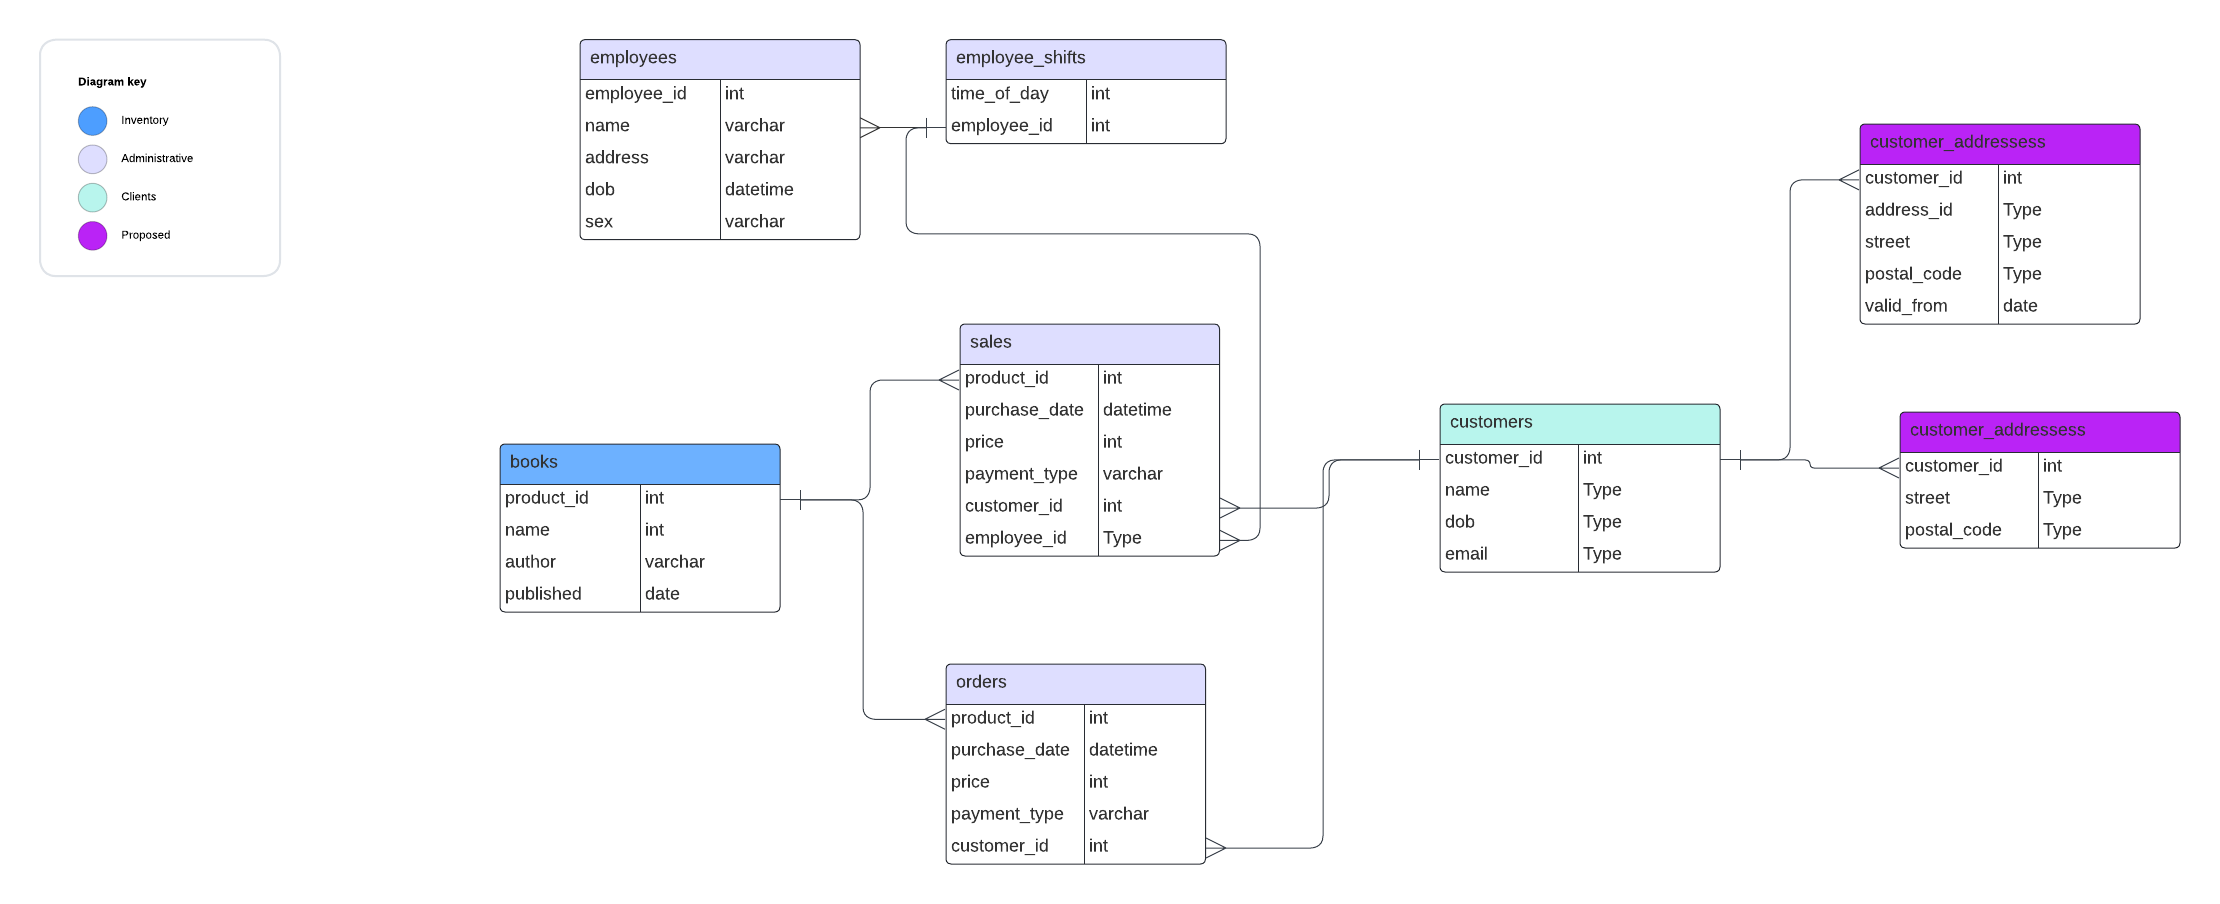 Diagram key
Inventory
Administrative
Clients
Proposed
employees
employee_id int
name varchar
address varchar
dob datetime
sex varchar
employee_shifts
time_of_day int
employee_id int
customer_addressess
customer_id int
address_id Type
street Type
postal_code Type
valid_from date
sales
product_id int
purchase_date datetime
price int
payment_type varchar
customer_id int
employee_id Type
books
product_id int
name int
author varchar
published date
customers
customer_id int
name Type
dob Type
email Type
customer_addressess
customer_id int
street Type
postal_code Type
orders
product_id int
purchase_date datetime
price int
payment_type varchar
customer_id int